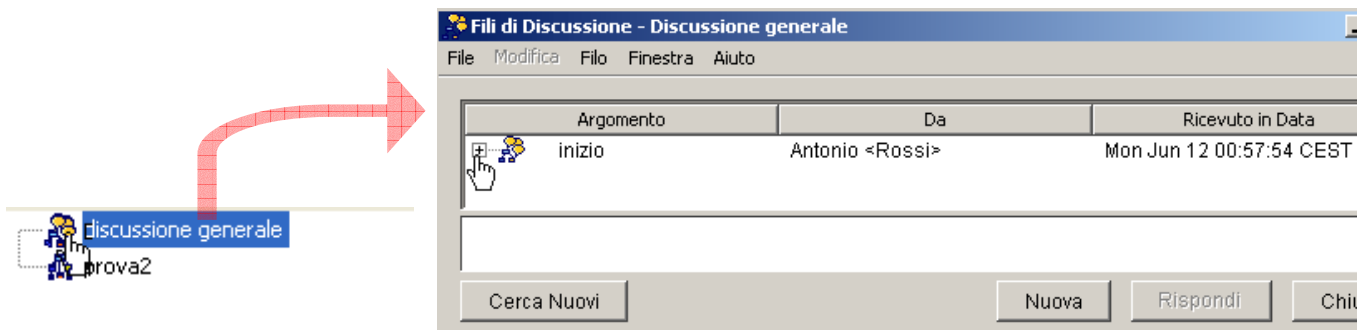 Fili di Discussione - Discussione generale
File Modifica Filo Finestra Aiuto
Argomento Da Ricevuto in Data
inizio Antonio <Rossi> Mon Jun 12 00:57:54 CEST
discussione generale
prova2
Cerca Nuovi Nuova Rispondi Chiu